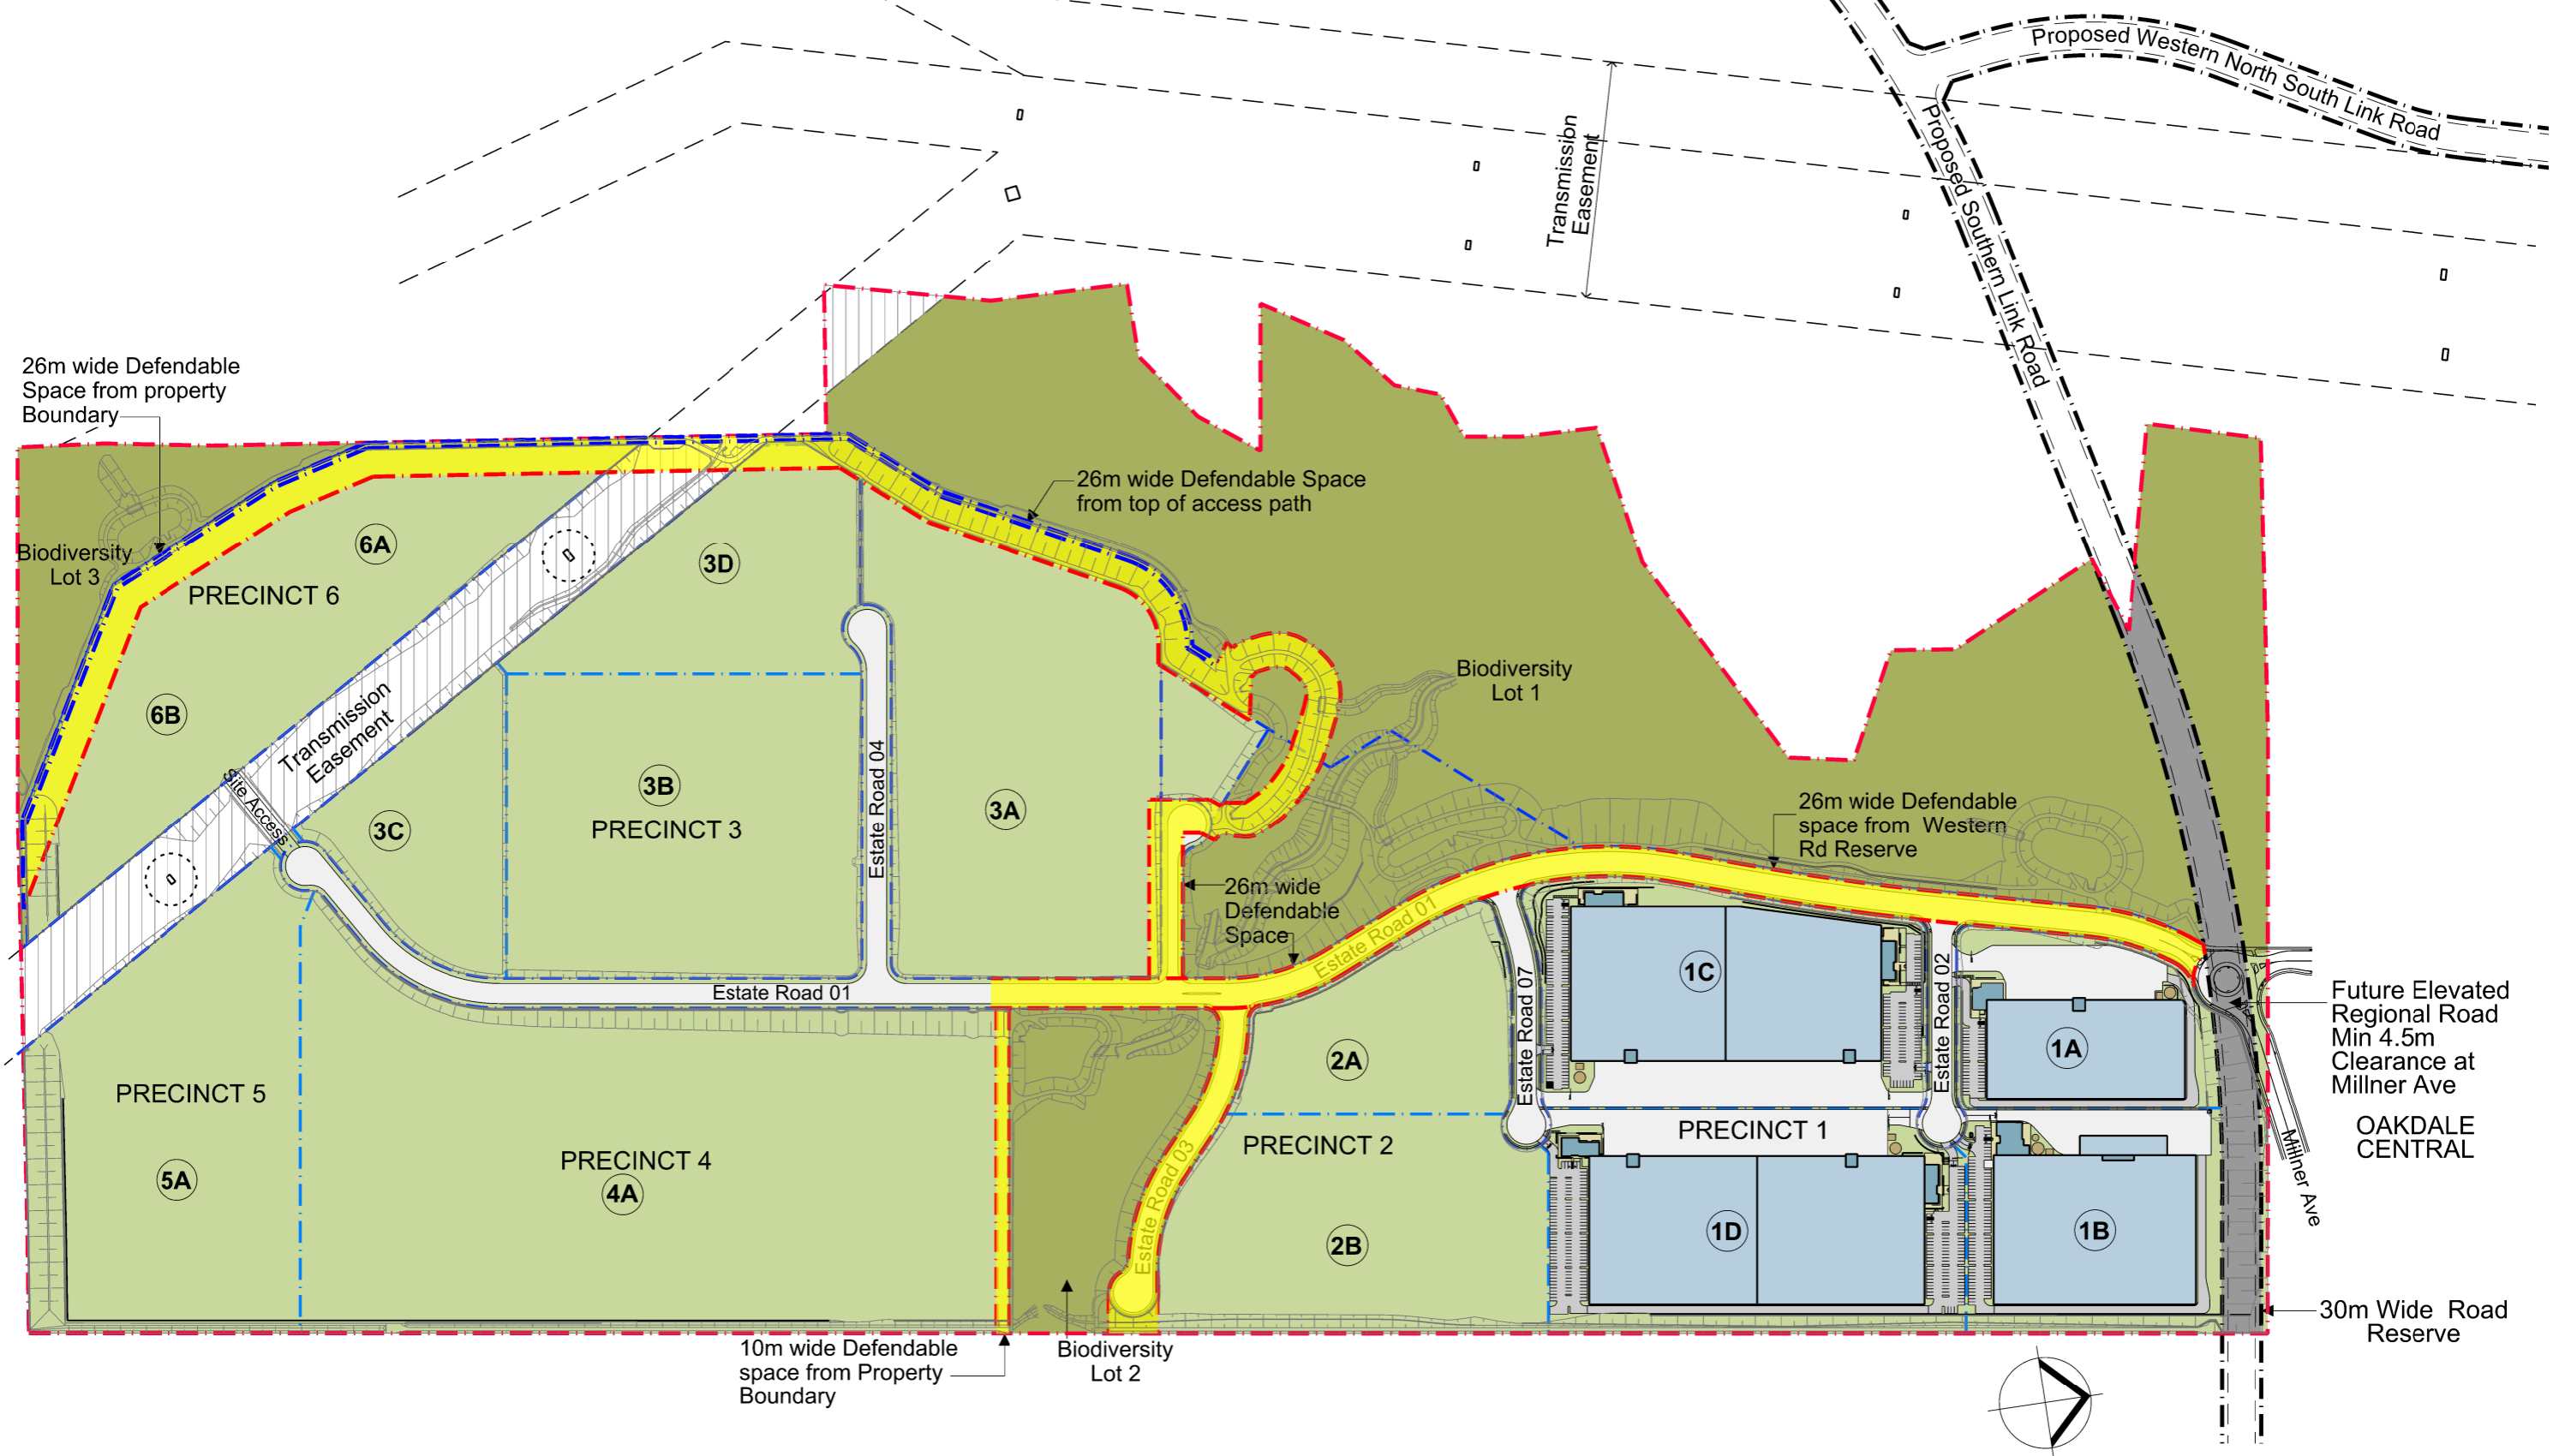 Proposed Western North South Link Road
Proposed Southern Link Road
Transmission
Easement
26m wide Defendable
Space from property
Boundary
26m wide Defendable Space
from top of access path
Biodiversity
Lot 3
6A
PRECINCT 6
3D
6B
Transmission
Easement
Site Access
3C
3B
PRECINCT 3
Estate Road 04
3A
Biodiversity
Lot 1
26m wide Defendable
space from Western
Rd Reserve
26m wide
Defendable
Space
Estate Road 01
Estate Road 01
Estate Road 07
1C
Estate Road 02
1A
Future Elevated
Regional Road
Min 4.5m
Clearance at
Millner Ave
OAKDALE
CENTRAL
Millner Ave
PRECINCT 5
5A
PRECINCT 4
4A
Estate Road 03
2A
PRECINCT 2
2B
PRECINCT 1
1D
1B
30m Wide Road
Reserve
10m wide Defendable
space from Property
Boundary
Biodiversity
Lot 2